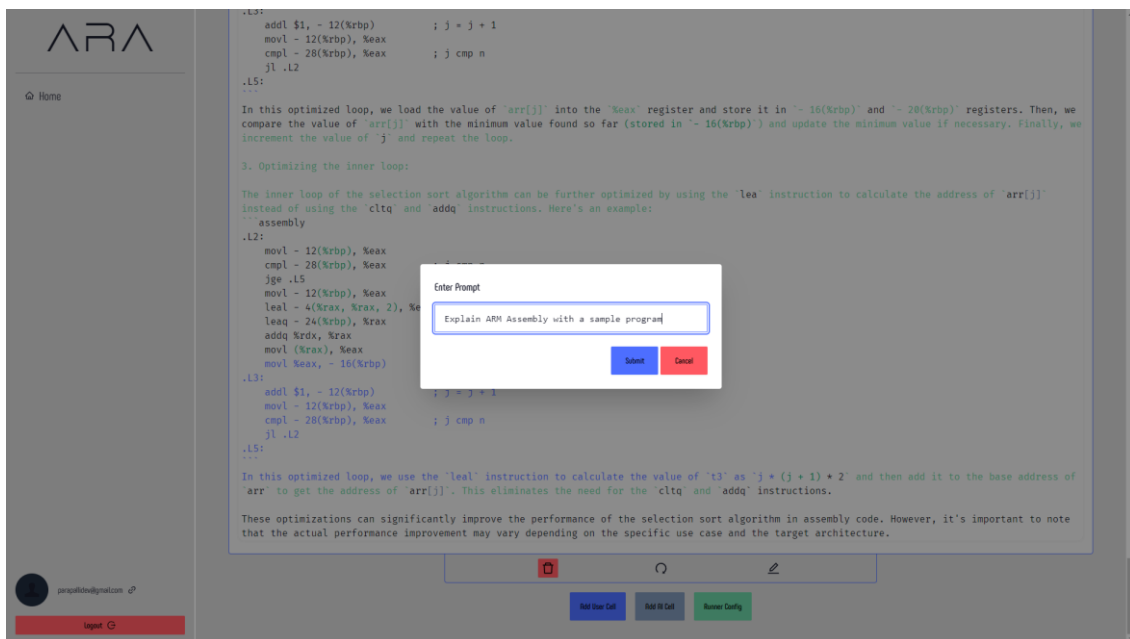 ARA
Home
.L3:
addl $1, - 12(%rbp) ; j = j + 1
movl - 12(%rbp), %eax
cmpl - 28(%rbp), %eax ; j cmp n
jl .L2
.L5:
```
In this optimized loop, we load the value of `arr[j]` into the `%eax` register and store it in `- 16(%rbp)` and `- 20(%rbp)` registers. Then, we
compare the value of `arr[j]` with the minimum value found so far (stored in `- 16(%rbp)`) and update the minimum value if necessary. Finally, we
increment the value of `j` and repeat the loop.
3. Optimizing the inner loop:
The inner loop of the selection sort algorithm can be further optimized by using the `lea` instruction to calculate the address of `arr[j]`
instead of using the `cltq` and `addq` instructions. Here's an example:
```assembly
.L2:
movl - 12(%rbp), %eax
cmpl - 28(%rbp), %eax ; j cmp n
jge .L5
movl - 12(%rbp), %eax
leal - 4(%rax, %rax, 2), %e
leaq - 24(%rbp), %rax
addq %rdx, %rax
movl (%rax), %eax
movl %eax, - 16(%rbp)
.L3:
addl $1, - 12(%rbp) ; j = j + 1
movl - 12(%rbp), %eax
cmpl - 28(%rbp), %eax ; j cmp n
jl .L2
.L5:
```
In this optimized loop, we use the `leal` instruction to calculate the value of `t3` as `j * (j + 1) * 2` and then add it to the base address of
`arr` to get the address of `arr[j]`. This eliminates the need for the `cltq` and `addq` instructions.
These optimizations can significantly improve the performance of the selection sort algorithm in assembly code. However, it's important to note
that the actual performance improvement may vary depending on the specific use case and the target architecture.
Enter Prompt
Explain ARM Assembly with a sample program
Submit Cancel
Add User Cell Add AI Cell Runner Config
parapallidev@gmail.com
Logout